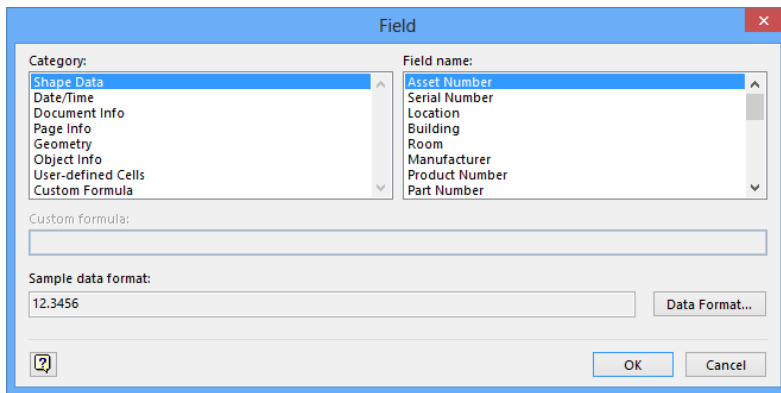 Field
Category:
Shape Data
Date/Time
Document Info
Page Info
Geometry
Object Info
User-defined Cells
Custom Formula
Field name:
Asset Number
Serial Number
Location
Building
Room
Manufacturer
Product Number
Part Number
Custom formula:
Sample data format:
12.3456
Data Format...
OK
Cancel